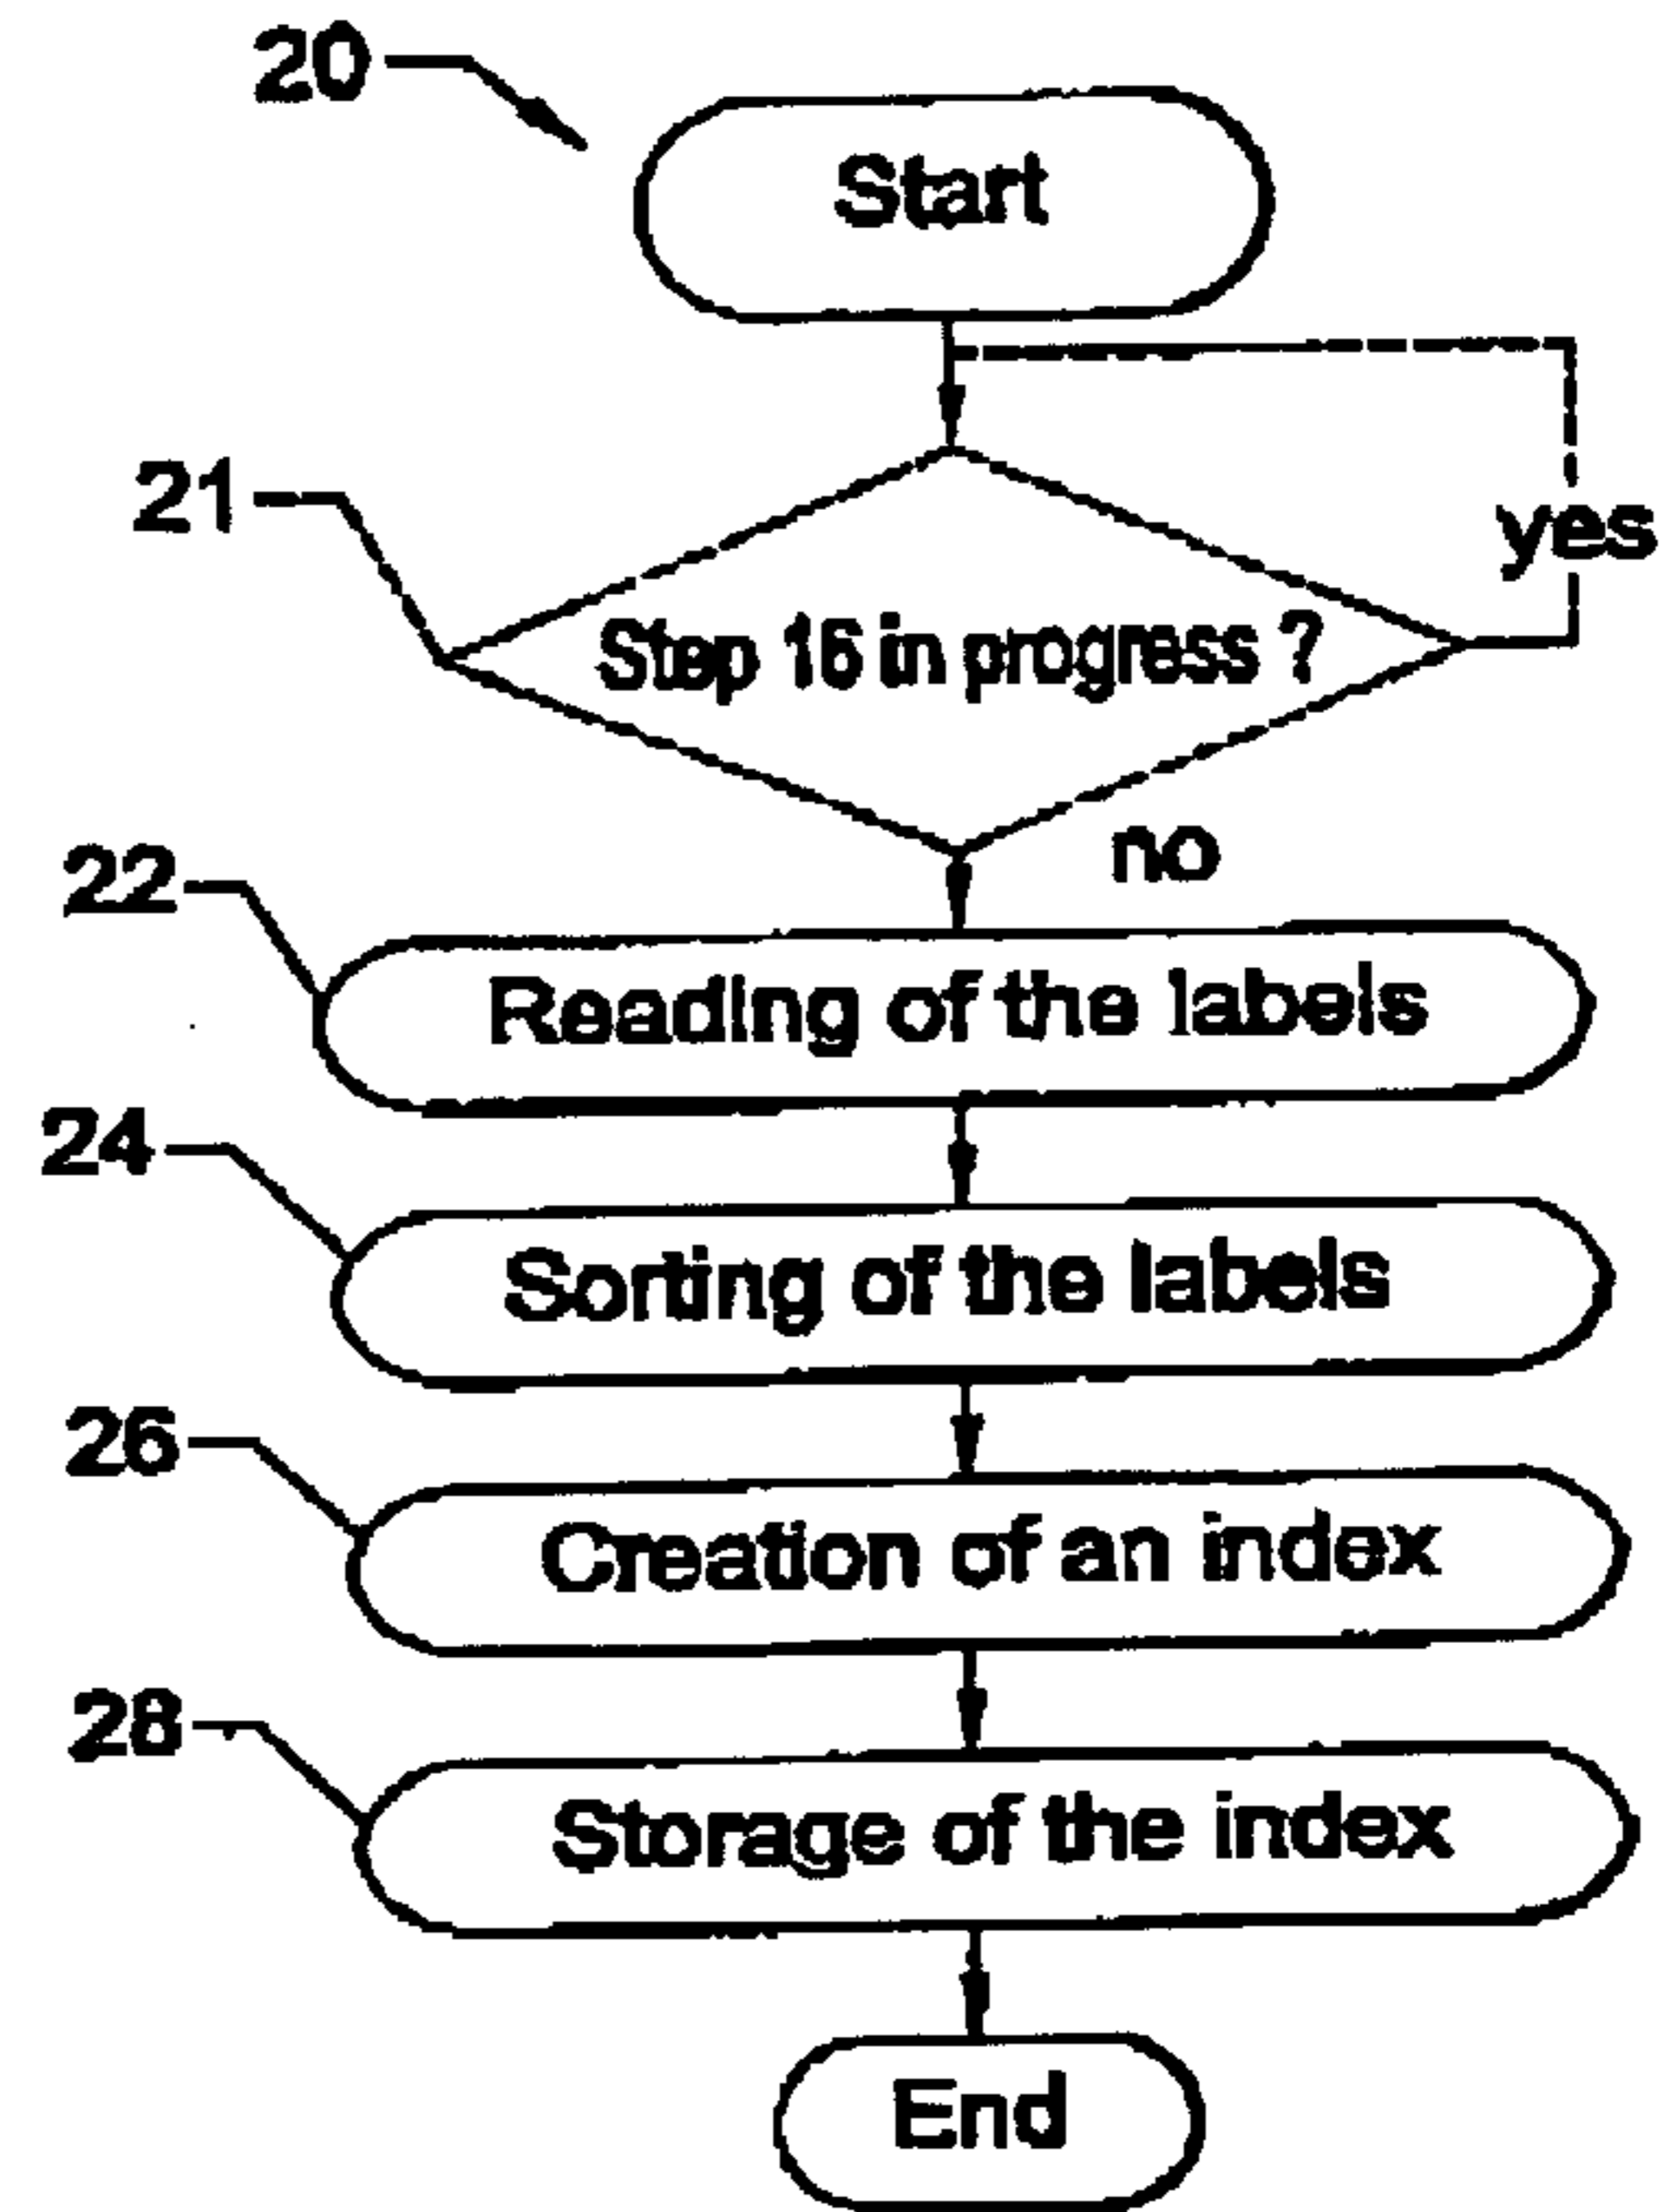 20
Start
21
yes
Step 16 in progress ?
no
22
Reading of the labels
24
Sorting of the labels
26
Creation of an index
28
Storage of the index
End